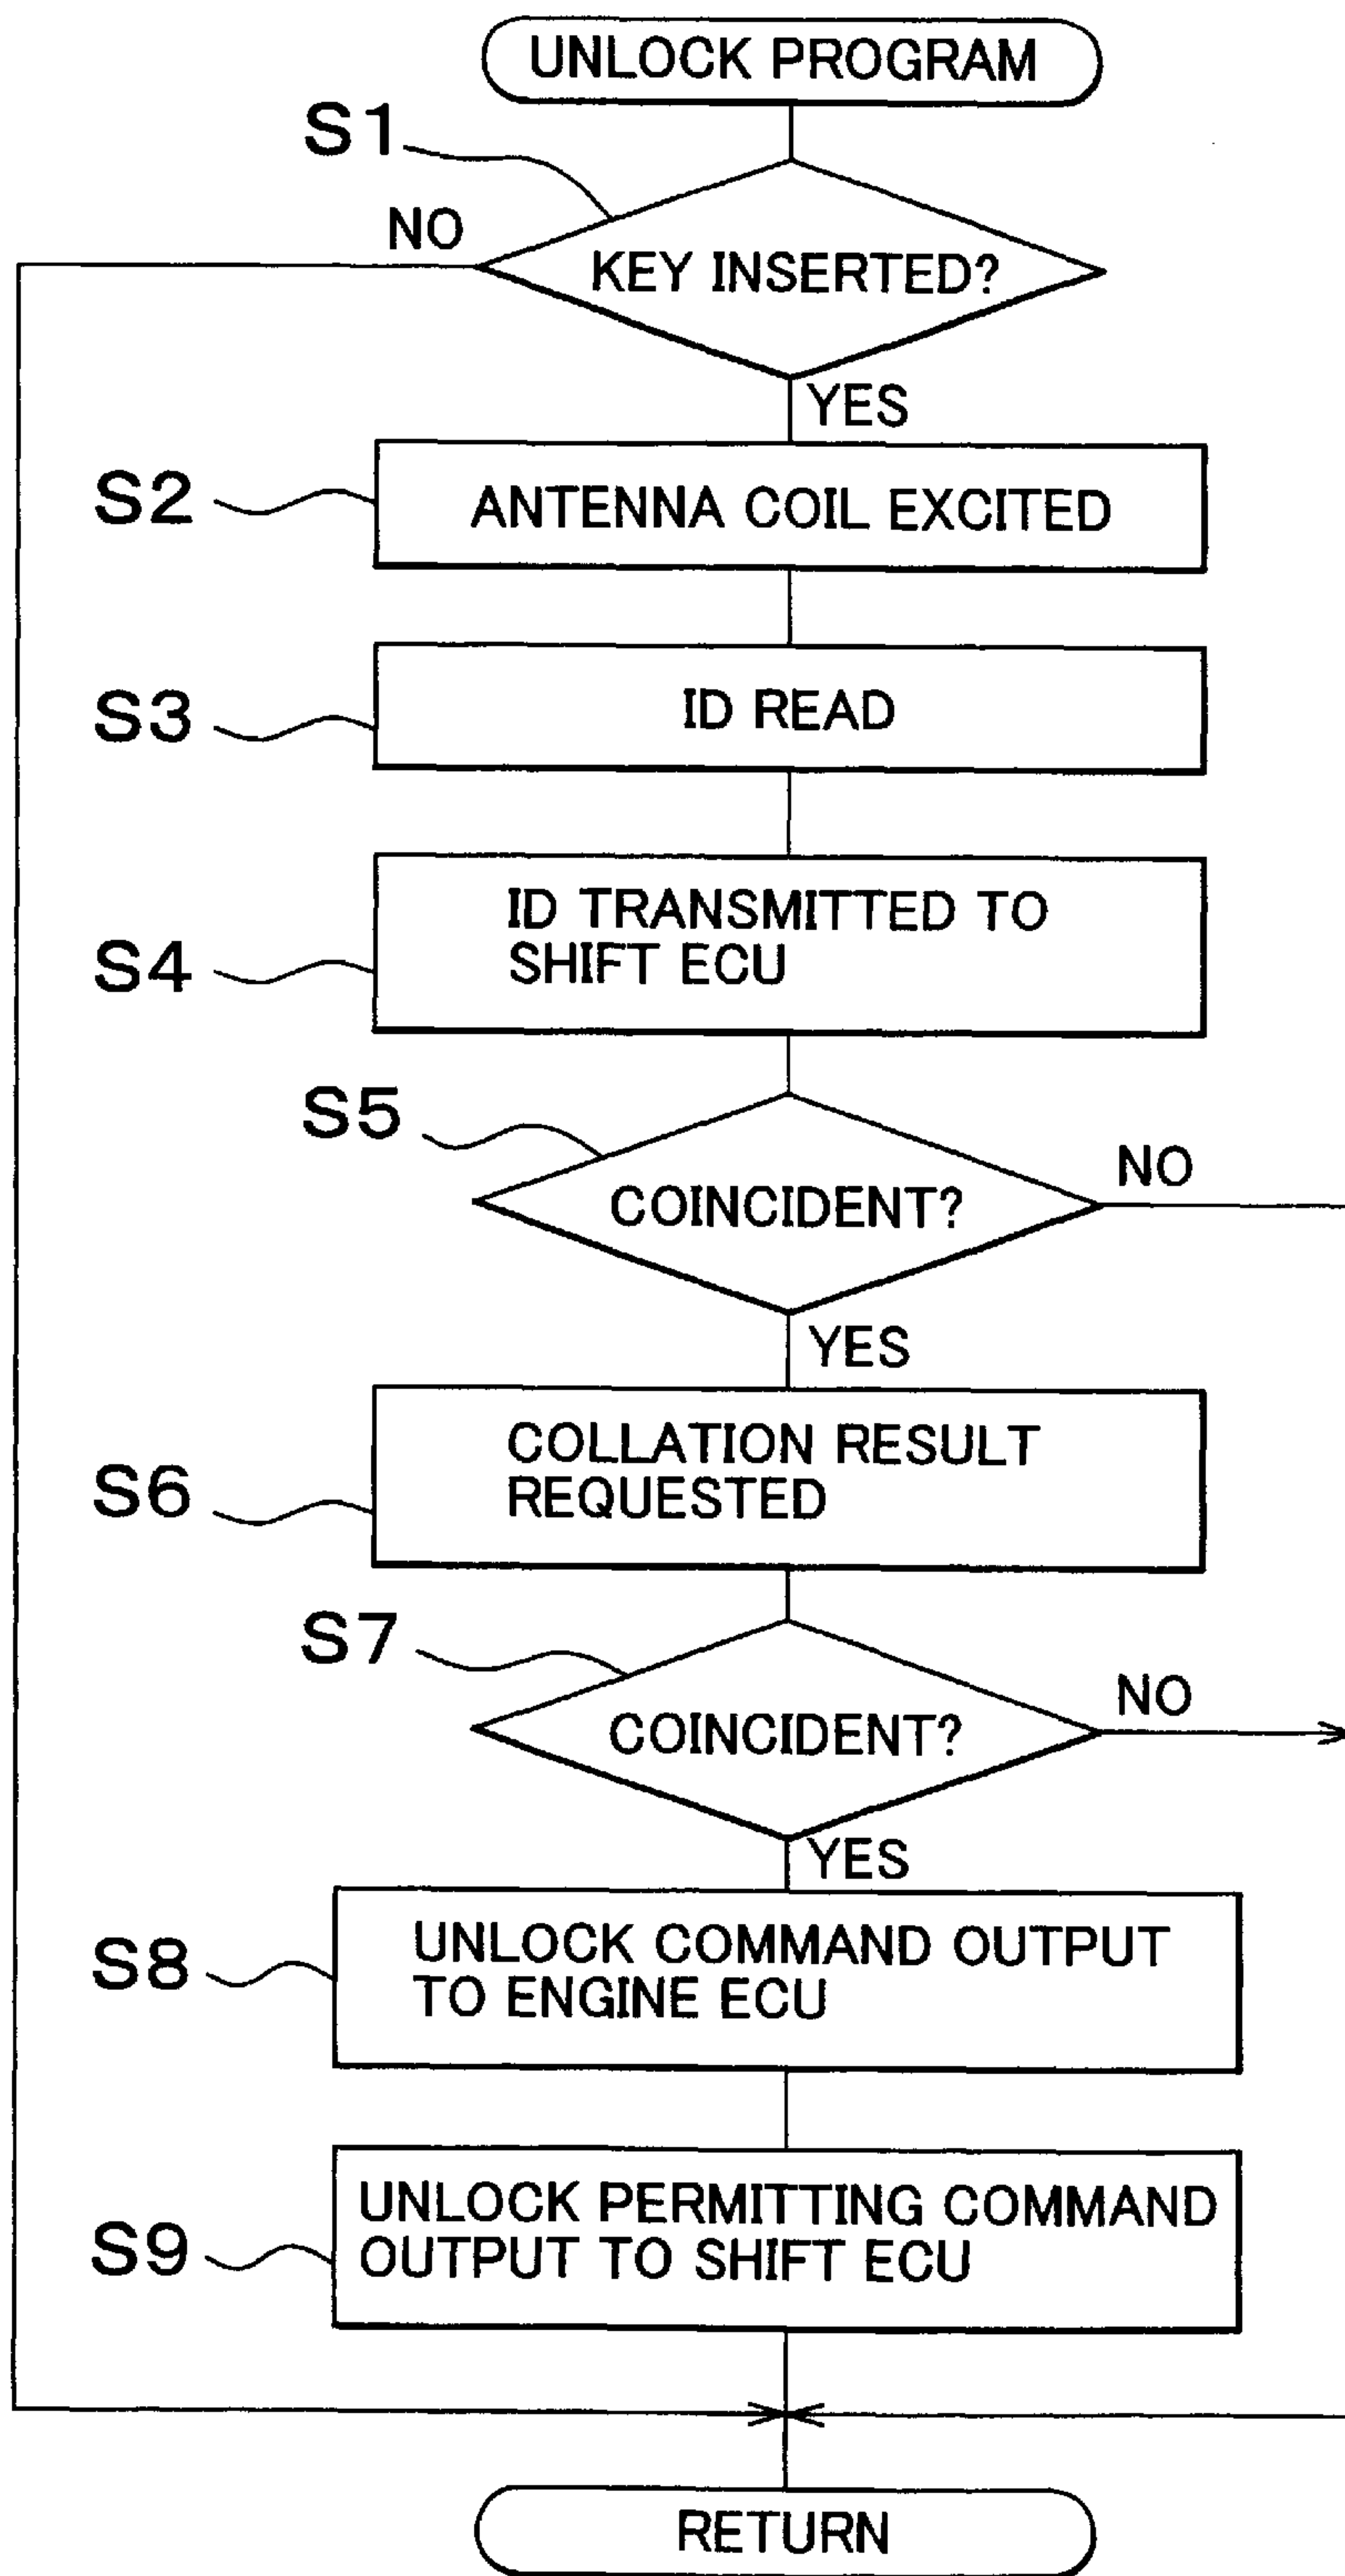 UNLOCK PROGRAM
S1
NO
KEY INSERTED?
YES
S2
ANTENNA COIL EXCITED
S3
ID READ
S4
ID TRANSMITTED TO
SHIFT ECU
S5
NO
COINCIDENT?
YES
S6
COLLATION RESULT
REQUESTED
S7
NO
COINCIDENT?
YES
S8
UNLOCK COMMAND OUTPUT
TO ENGINE ECU
S9
UNLOCK PERMITTING COMMAND
OUTPUT TO SHIFT ECU
RETURN